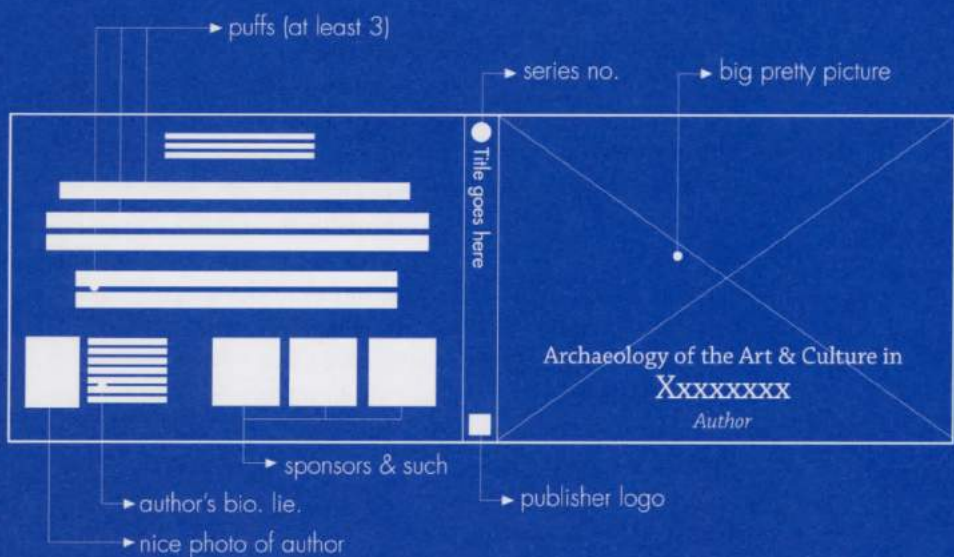 puffs (at least 3)
series no.
big pretty picture
Title goes here
Archaeology of the Art & Culture in
Xxxxxxxx
Author
sponsors & such
author's bio. lie.
publisher logo
nice photo of author